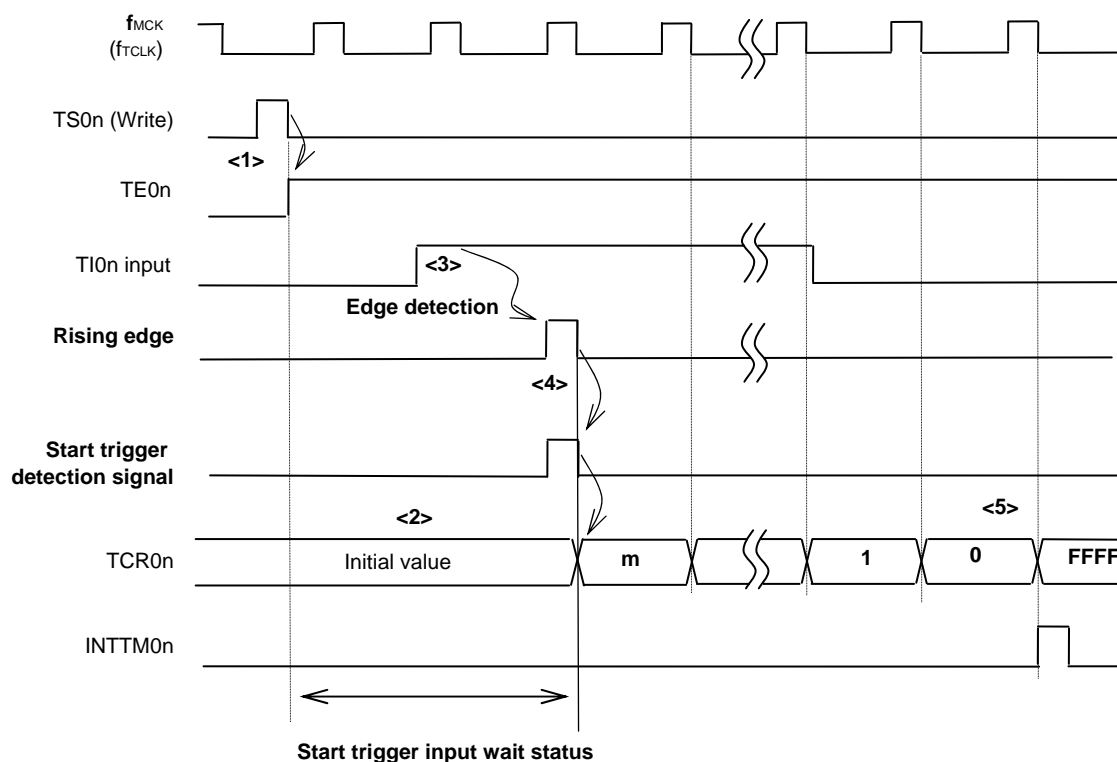 fMCK
(fTCLK)
TS0n (Write)
<1>
TE0n
TI0n input
<3>
Edge detection
Rising edge
<4>
Start trigger
detection signal
<2>
<5>
TCR0n
Initial value
m
1
0
FFFF
INTTM0n
Start trigger input wait status